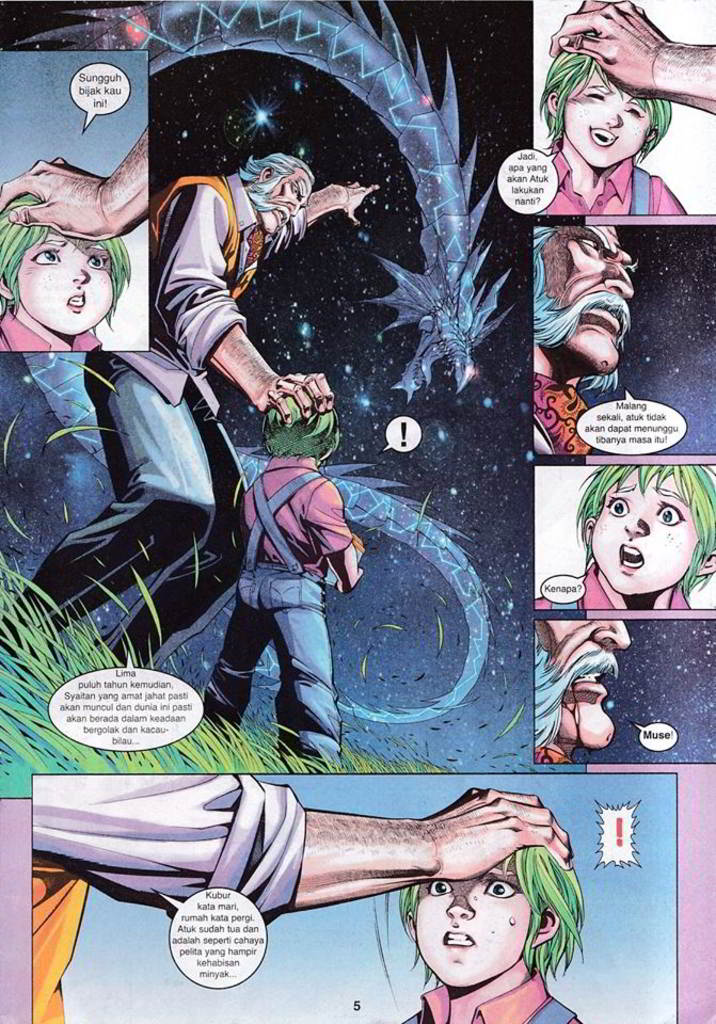 Sungguh
bijak kau
ini!
!
Lima
puluh tahun kemudian,
Syaitan yang amat jahat pasti
akan muncul dan dunia ini pasti
akan berada dalam keadaan
bergolak dan kacau-
bilau...
Jadi,
apa yang
akan Atuk
lakukan
nanti?
Malang
sekali, atuk tidak
akan dapat menunggu
tibanya masa itu!
Kenapa?
Muse!
Kubur
kata mari,
rumah kata pergi.
Atuk sudah tua dan
adalah seperti cahaya
pelita yang hampir
kehabisan
minyak...
!
5